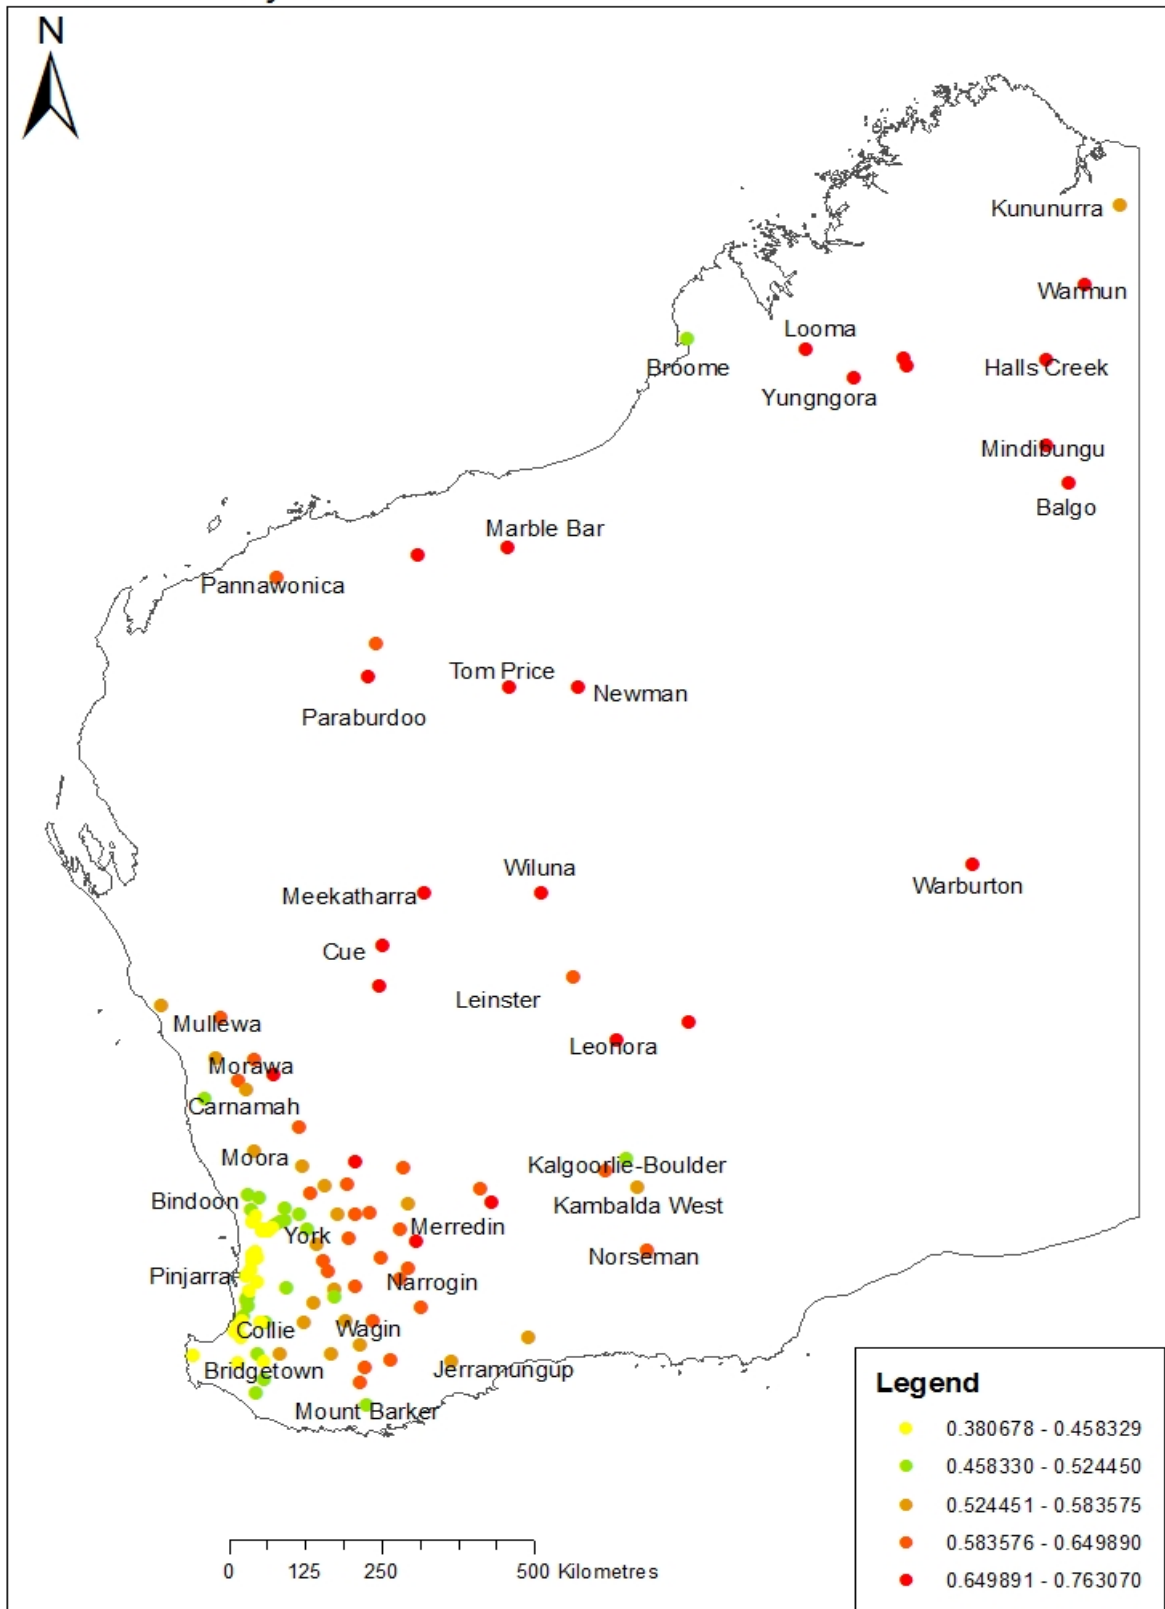 N
Kununurra
Warmun
Looma
Broome
Halls Creek
Yungngora
Mindibungu
Balgo
Marble Bar
Pannawonica
Tom Price
Newman
Paraburdoo
Wiluna
Meekatharra
Warburton
Cue
Leinster
Mullewa
Leonora
Morawa
Carnamah
Moora
Kalgoorlie-Boulder
Bindoon
Kambalda West
York
Merredin
Norseman
Pinjarra
Narrogin
Collie
Wagin
Bridgetown
Jerramungup
Mount Barker
Legend
0.380678 - 0.458329
0.458330 - 0.524450
0.524451 - 0.583575
0.583576 - 0.649890
0.649891 - 0.763070
0 125 250 500 Kilometres